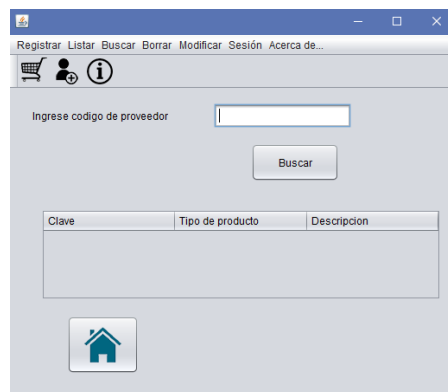 Registrar Listar Buscar Borrar Modificar Sesión Acerca de...
Ingrese codigo de proveedor
Buscar
Clave Tipo de producto Descripcion